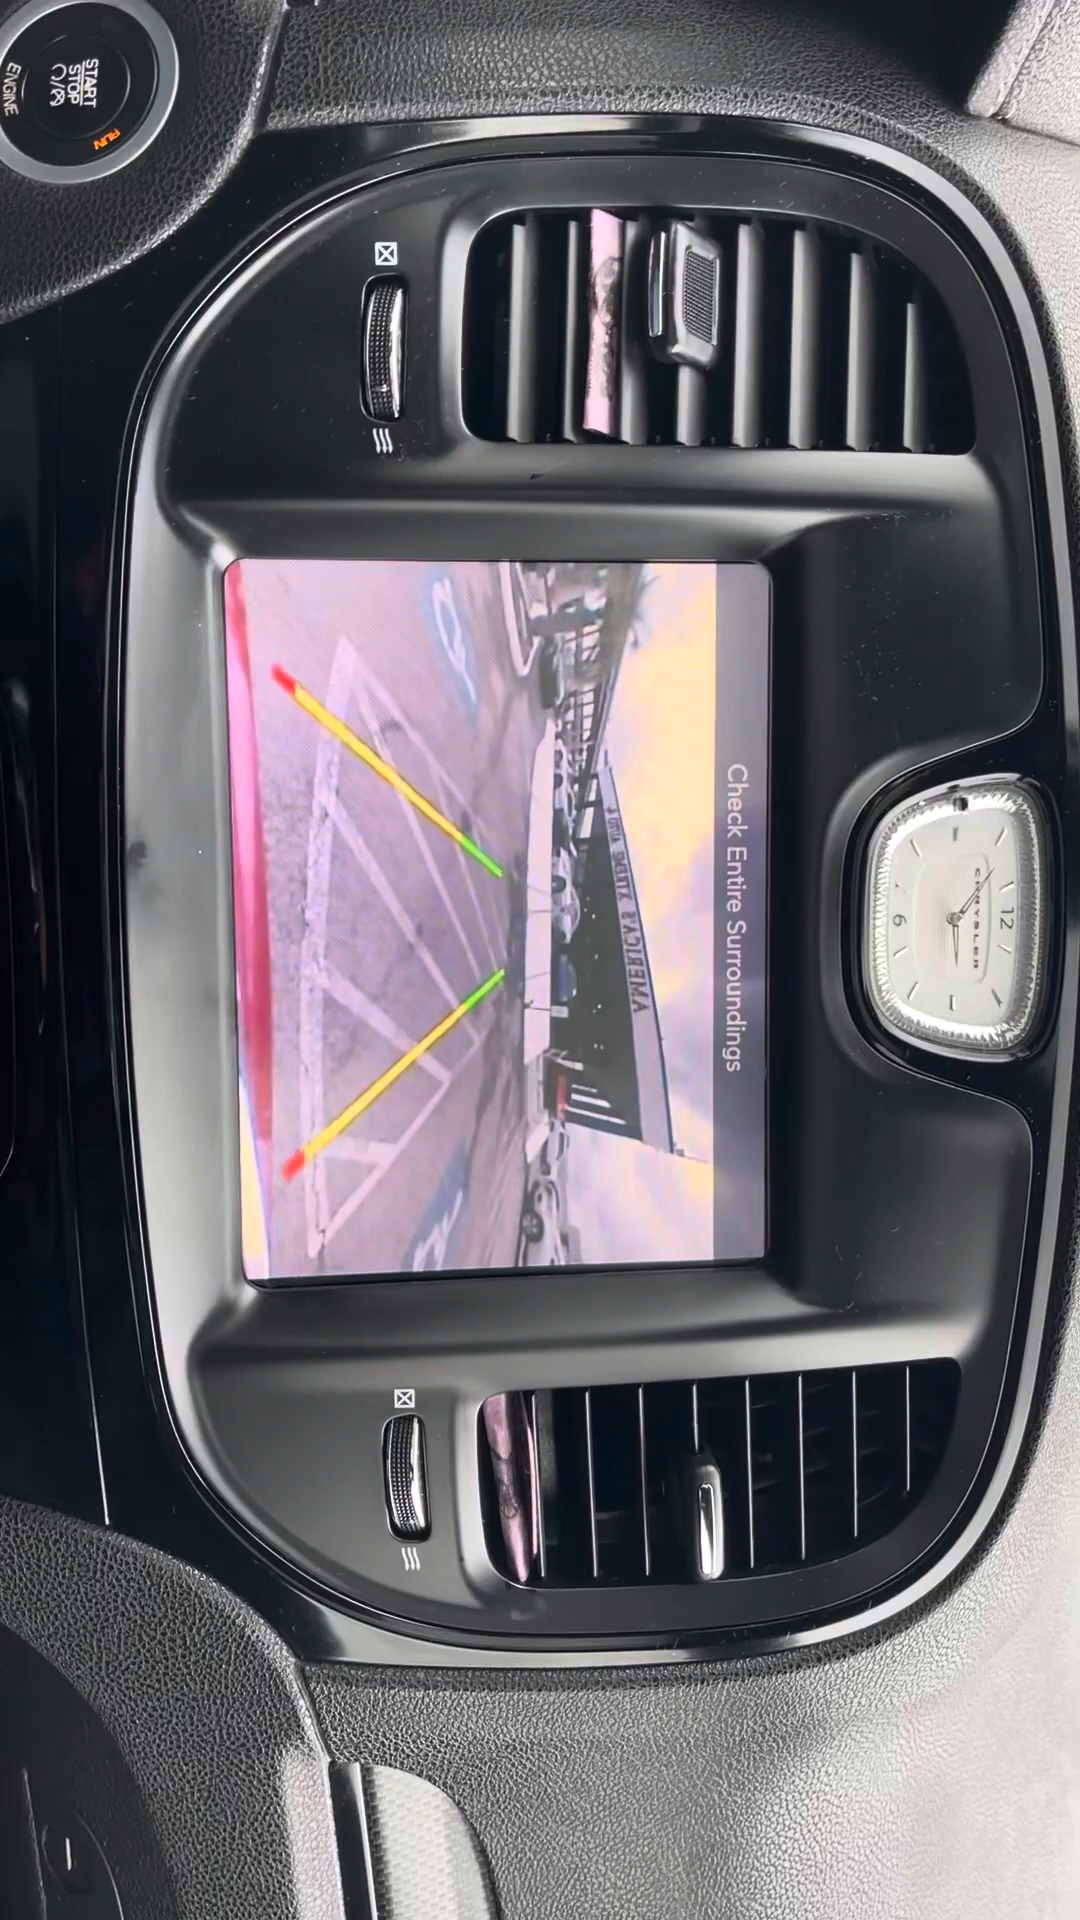 START
STOP
ENGINE
RUN
Check Entire Surroundings
AMERICA'S
12
CHRYSLER
6